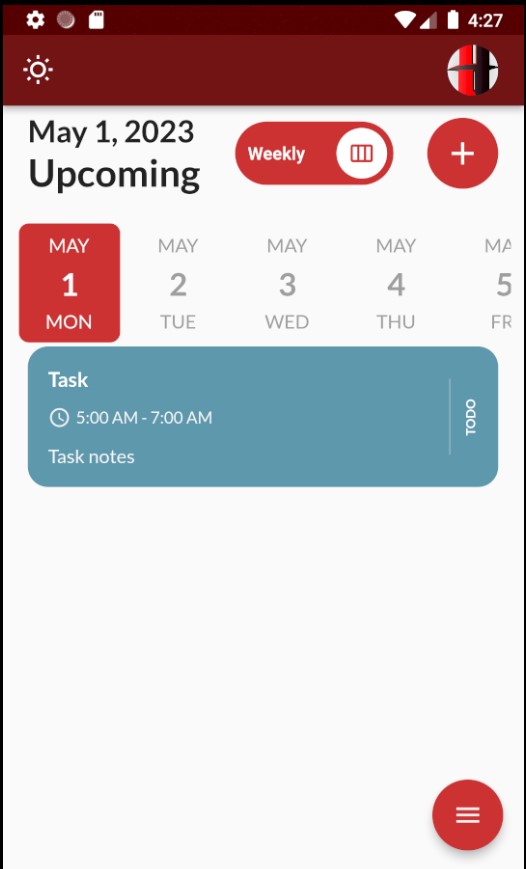 4:27
May 1, 2023
Upcoming
Weekly
MAY MAY MAY MAY MA
1 2 3 4 5
MON TUE WED THU FR
Task
5:00 AM - 7:00 AM
TODO
Task notes